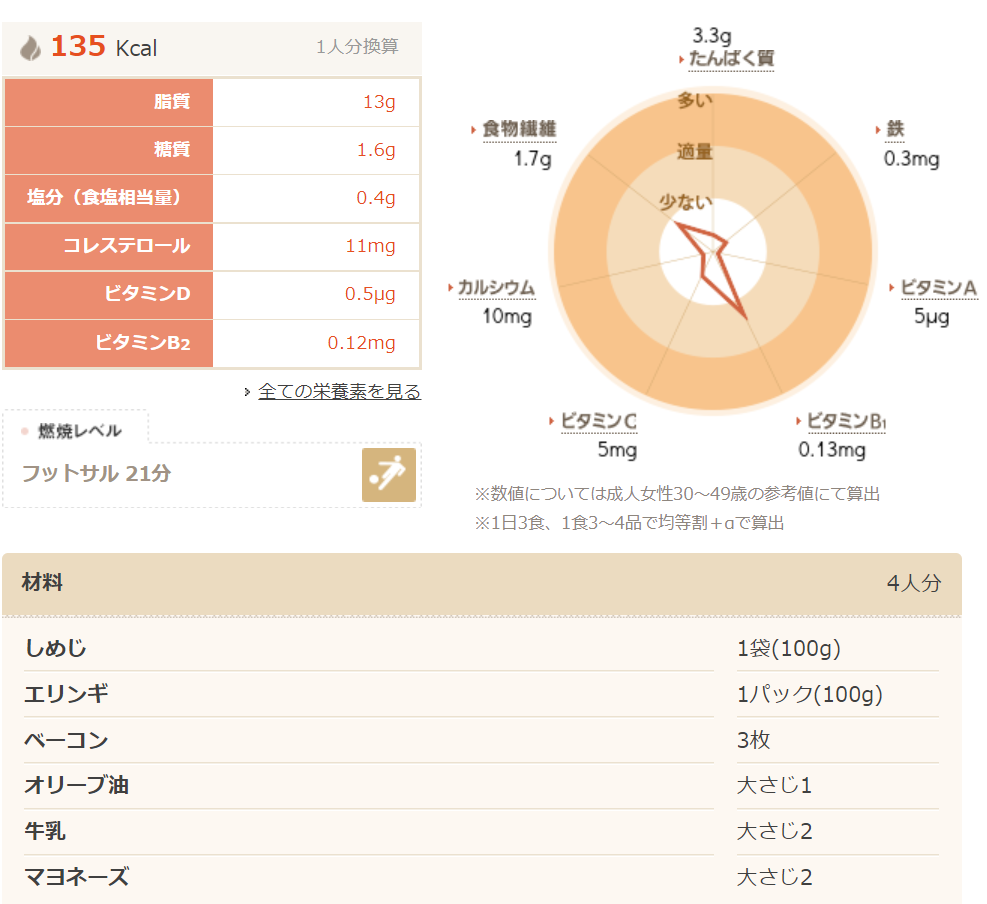 135 Kcal 1人分換算
脂質 13g
糖質 1.6g
塩分（食塩相当量） 0.4g
コレステロール 11mg
ビタミンD 0.5μg
ビタミンB2 0.12mg
全ての栄養素を見る
燃焼レベル
フットサル 21分
3.3g
たんぱく質
多い
適量
少ない
食物繊維
1.7g
鉄
0.3mg
カルシウム
10mg
ビタミンA
5μg
ビタミンC
5mg
ビタミンB1
0.13mg
※数値については成人女性30～49歳の参考値にて算出
※1日3食、1食3～4品で均等割＋αで算出
材料 4人分
しめじ 1袋(100g)
エリンギ 1パック(100g)
ベーコン 3枚
オリーブ油 大さじ1
牛乳 大さじ2
マヨネーズ 大さじ2